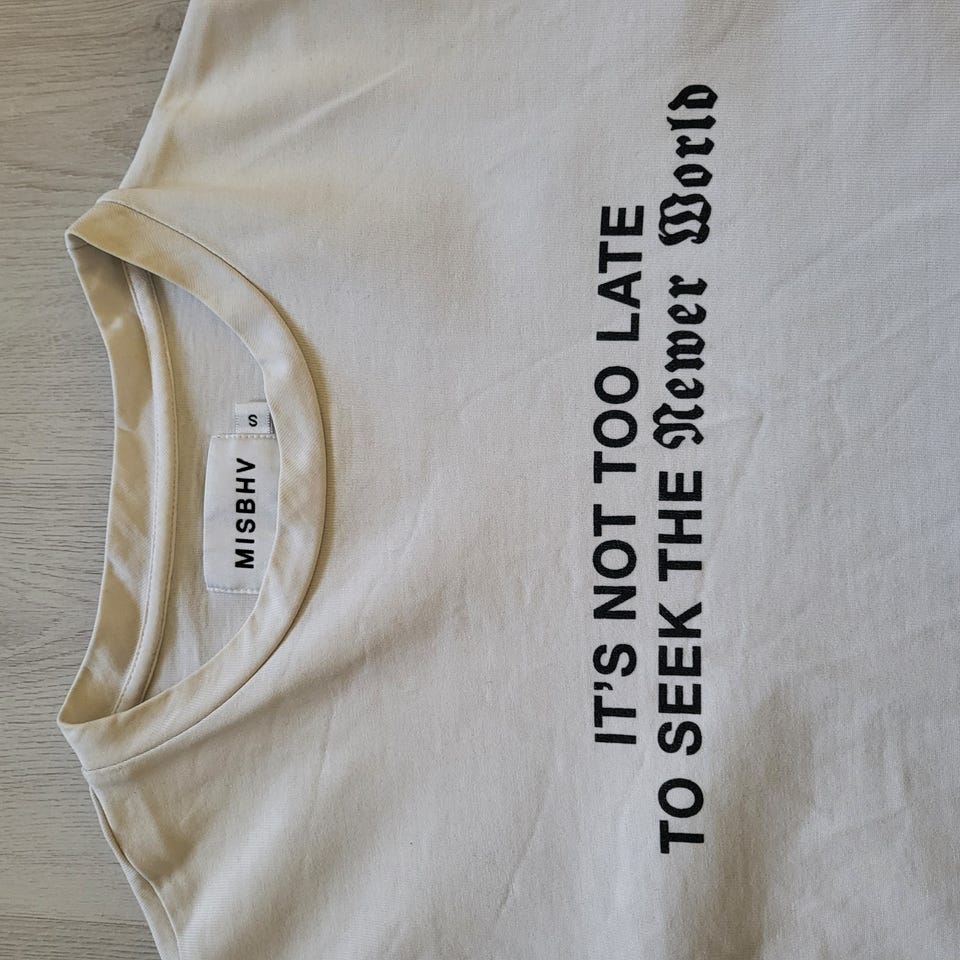 S
MISBHV
IT’S NOT TOO LATE
TO SEEK THE Newer World